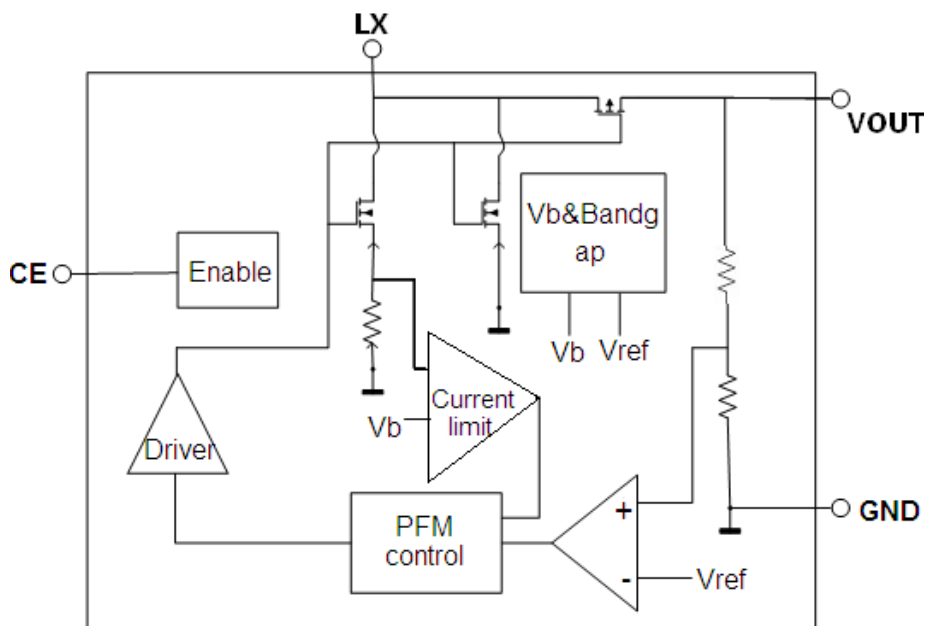 LX
VOUT
Vb&Bandg
ap
CE
Enable
Vb
Vref
Current
limit
Vb
Driver
PFM
control
+
-
Vref
GND